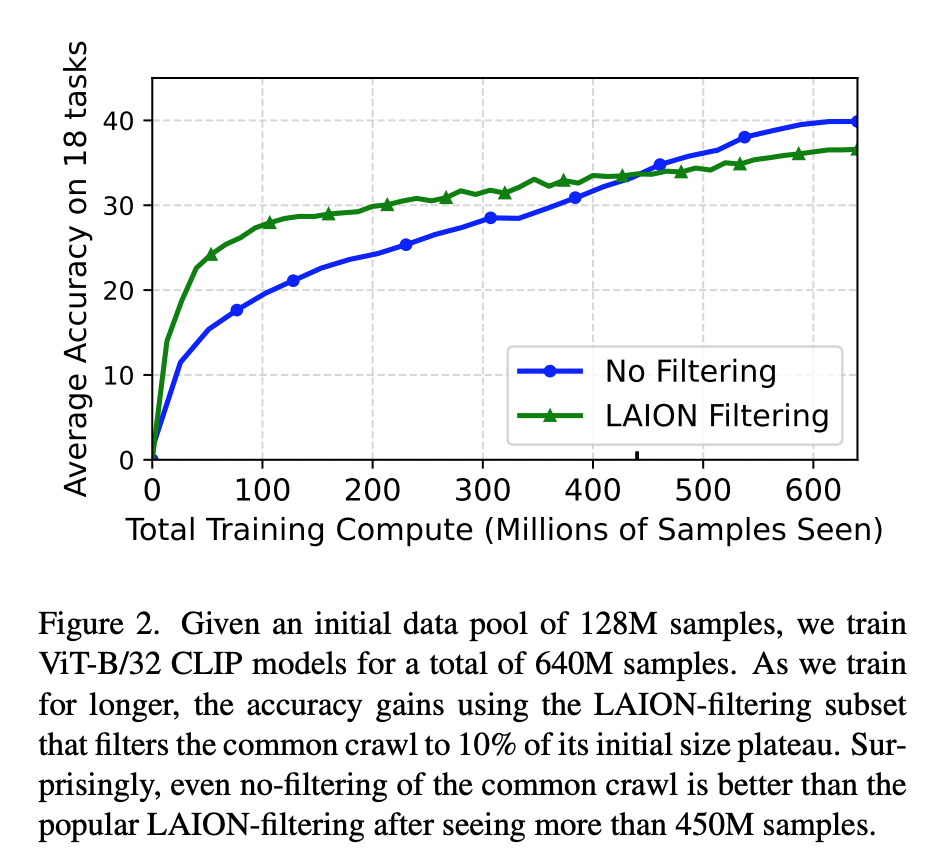 Average Accuracy on 18 tasks
40
30
20
10
0
No Filtering
LAION Filtering
0 100 200 300 400 500 600
Total Training Compute (Millions of Samples Seen)
Figure 2. Given an initial data pool of 128M samples, we train
ViT-B/32 CLIP models for a total of 640M samples. As we train
for longer, the accuracy gains using the LAION-filtering subset
that filters the common crawl to 10% of its initial size plateau. Sur-
prisingly, even no-filtering of the common crawl is better than the
popular LAION-filtering after seeing more than 450M samples.